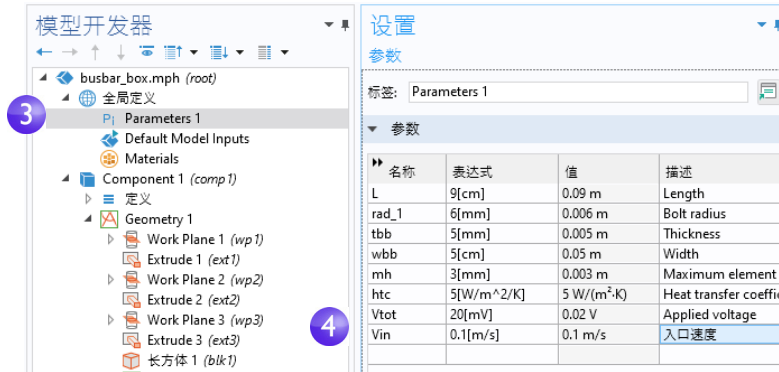 模型开发器
busbar_box.mph (root)
全局定义
3
Pi Parameters 1
Default Model Inputs
Materials
Component 1 (comp1)
定义
Geometry 1
Work Plane 1 (wp1)
Extrude 1 (ext1)
Work Plane 2 (wp2)
Extrude 2 (ext2)
Work Plane 3 (wp3)
Extrude 3 (ext3)
长方体 1 (blk1)
设置
参数
标签: Parameters 1
参数
名称 表达式 值 描述
L 9[cm] 0.09 m Length
rad_1 6[mm] 0.006 m Bolt radius
tbb 5[mm] 0.005 m Thickness
wbb 5[cm] 0.05 m Width
mh 3[mm] 0.003 m Maximum element
htc 5[W/m^2/K] 5 W/(m²·K) Heat transfer coeffi
4
Vtot 20[mV] 0.02 V Applied voltage
Vin 0.1[m/s] 0.1 m/s 入口速度